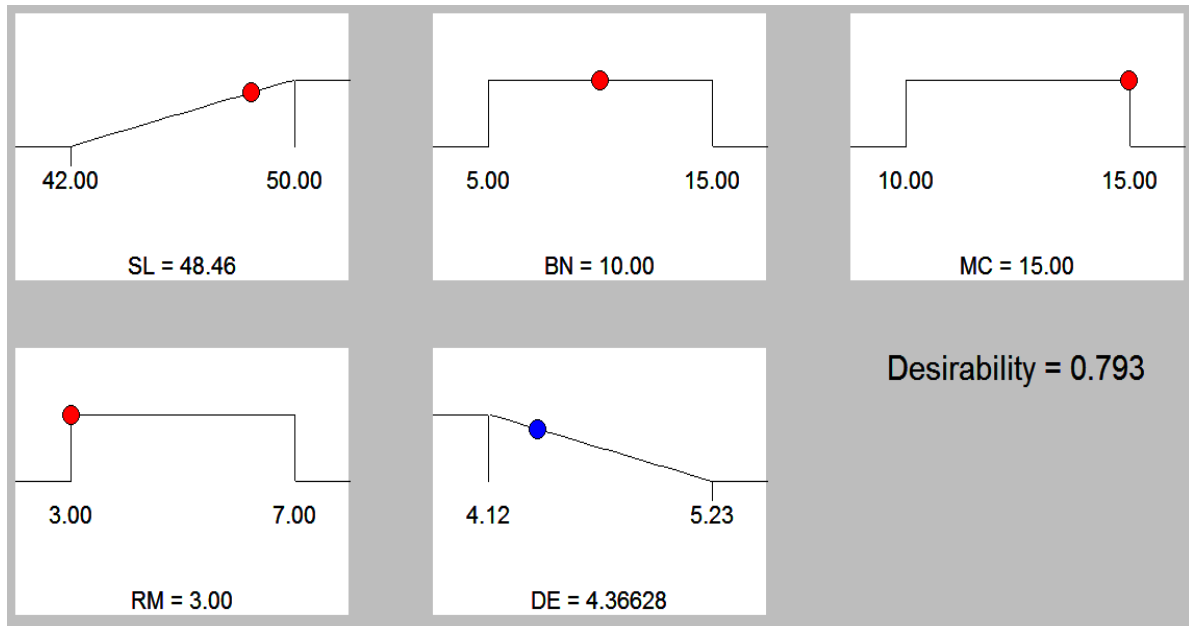 42.00 50.00
SL = 48.46
5.00 15.00
BN = 10.00
10.00 15.00
MC = 15.00
3.00 7.00
RM = 3.00
4.12 5.23
DE = 4.36628
Desirability = 0.793